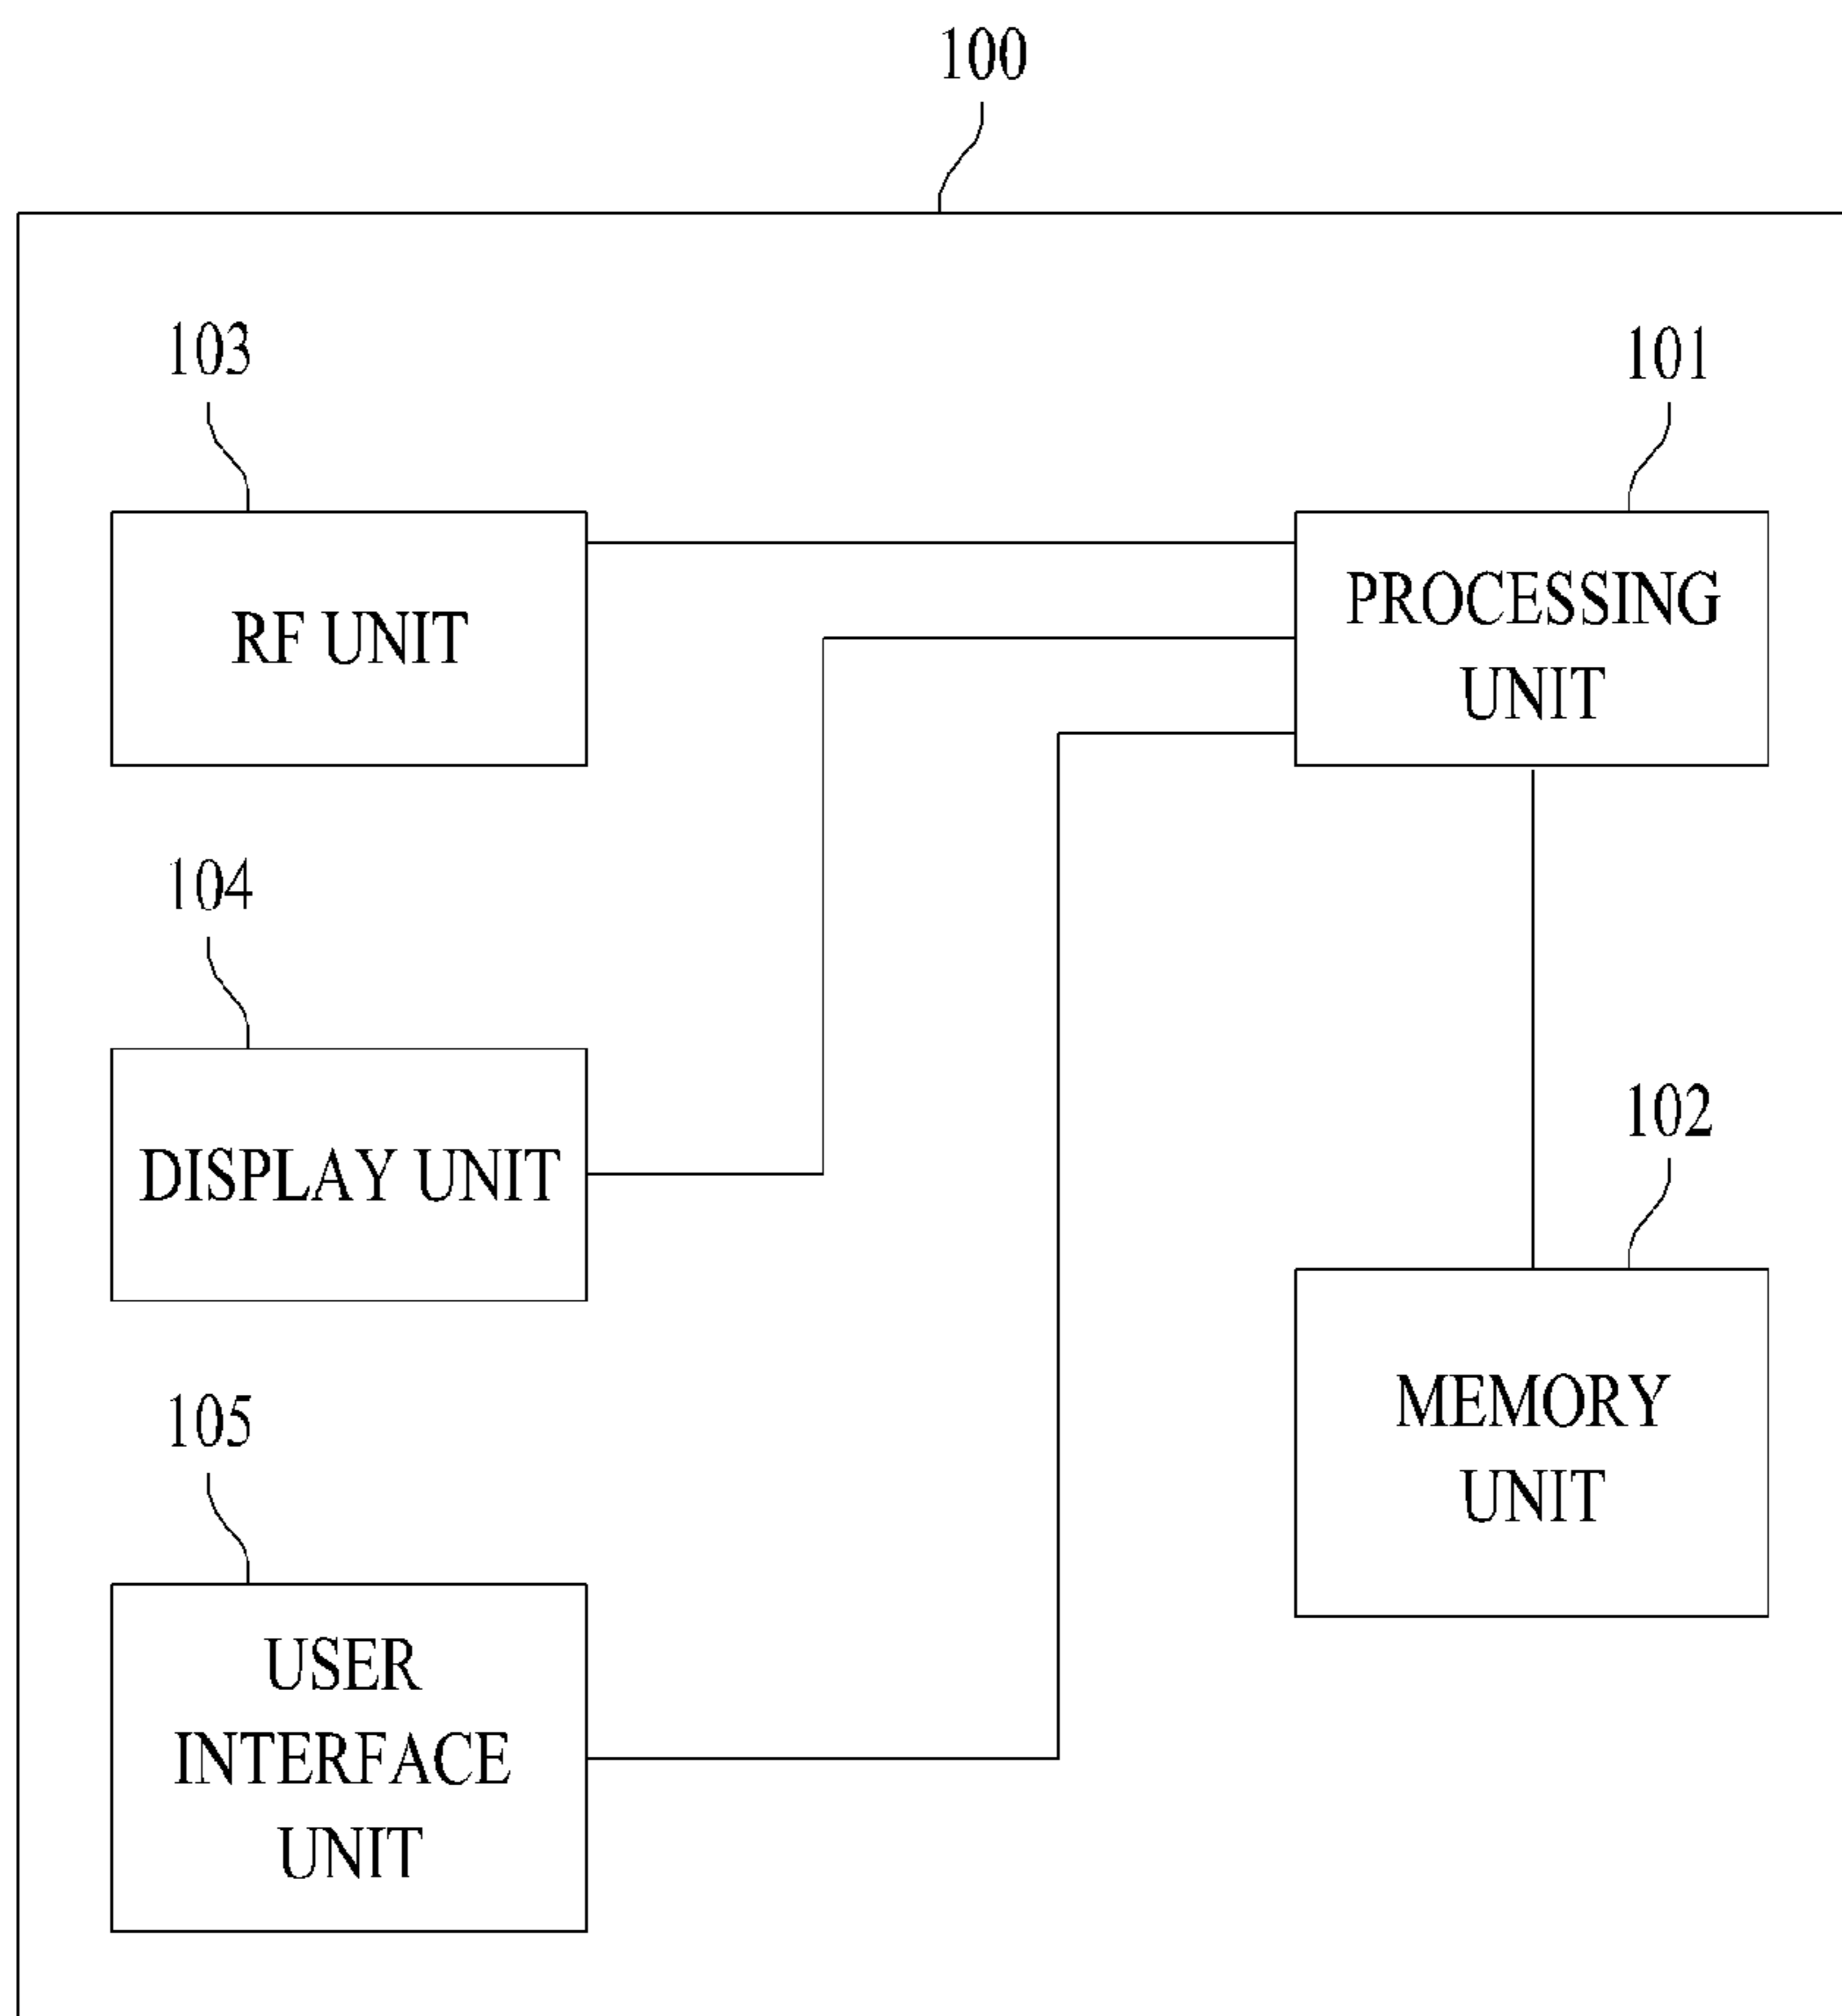 100
103
101
RF UNIT
PROCESSING
UNIT
104
DISPLAY UNIT
102
MEMORY
UNIT
105
USER
INTERFACE
UNIT